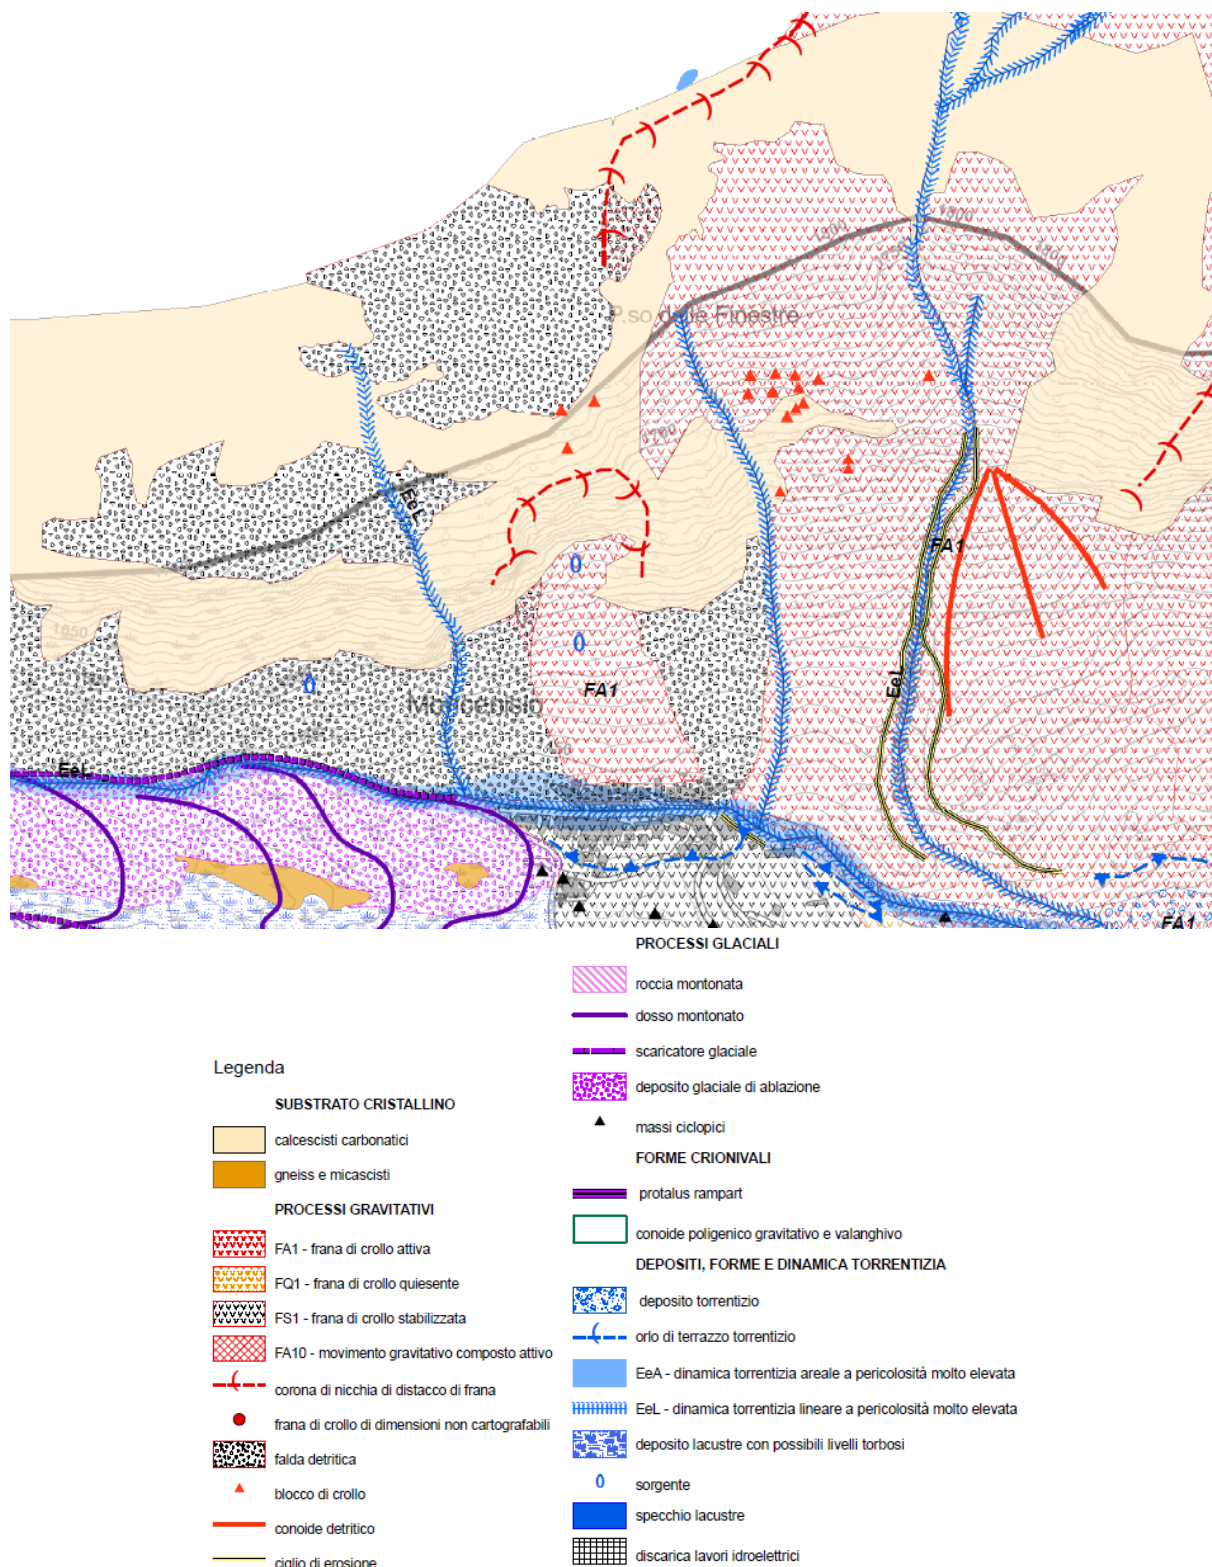 1800
1800
1800
P.so delle Finestre
EeL
FA1
1650
EeL
FA1
Moncenisio
EeL
FA1
PROCESSI GLACIALI
roccia montonata
dosso montonato
scaricatore glaciale
deposito glaciale di ablazione
massi ciclopici
FORME CRIONIVALI
protalus rampart
conoide poligenico gravitativo e valanghivo
DEPOSITI, FORME E DINAMICA TORRENTIZIA
deposito torrentizio
orlo di terrazzo torrentizio
EeA - dinamica torrentizia areale a pericolosità molto elevata
EeL - dinamica torrentizia lineare a pericolosità molto elevata
deposito lacustre con possibili livelli torbosi
sorgente
specchio lacustre
discarica lavori idroelettrici
Legenda
SUBSTRATO CRISTALLINO
calcescisti carbonatici
gneiss e micascisti
PROCESSI GRAVITATIVI
FA1 - frana di crollo attiva
FQ1 - frana di crollo quiesente
FS1 - frana di crollo stabilizzata
FA10 - movimento gravitativo composto attivo
corona di nicchia di distacco di frana
frana di crollo di dimensioni non cartografabili
falda detritica
blocco di crollo
conoide detritico
ciglio di erosione